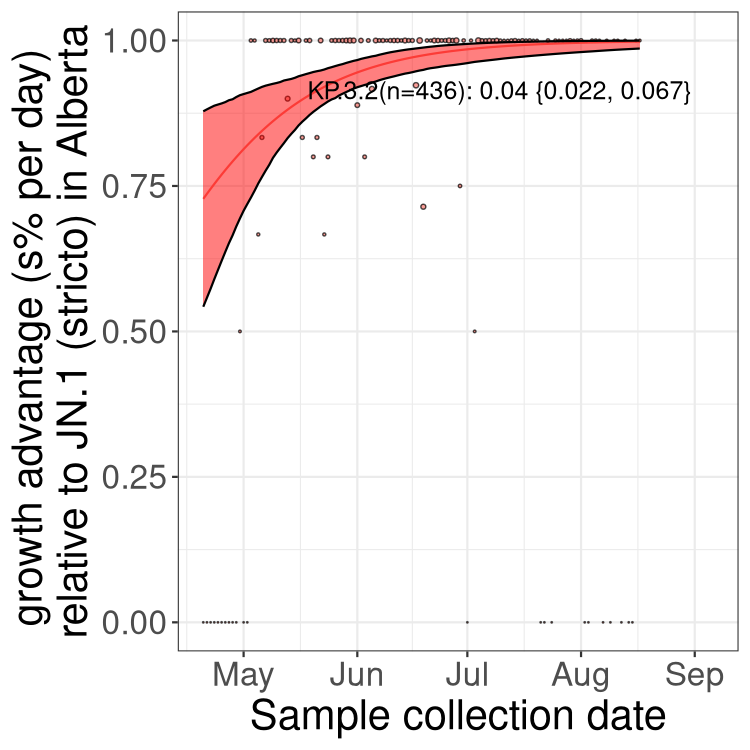 growth advantage (s% per day)
relative to JN.1 (stricto) in Alberta
1.00
0.75
0.50
0.25
0.00
KP.3.2(n=436): 0.04 {0.022, 0.067}
May Jun Jul Aug Sep
Sample collection date